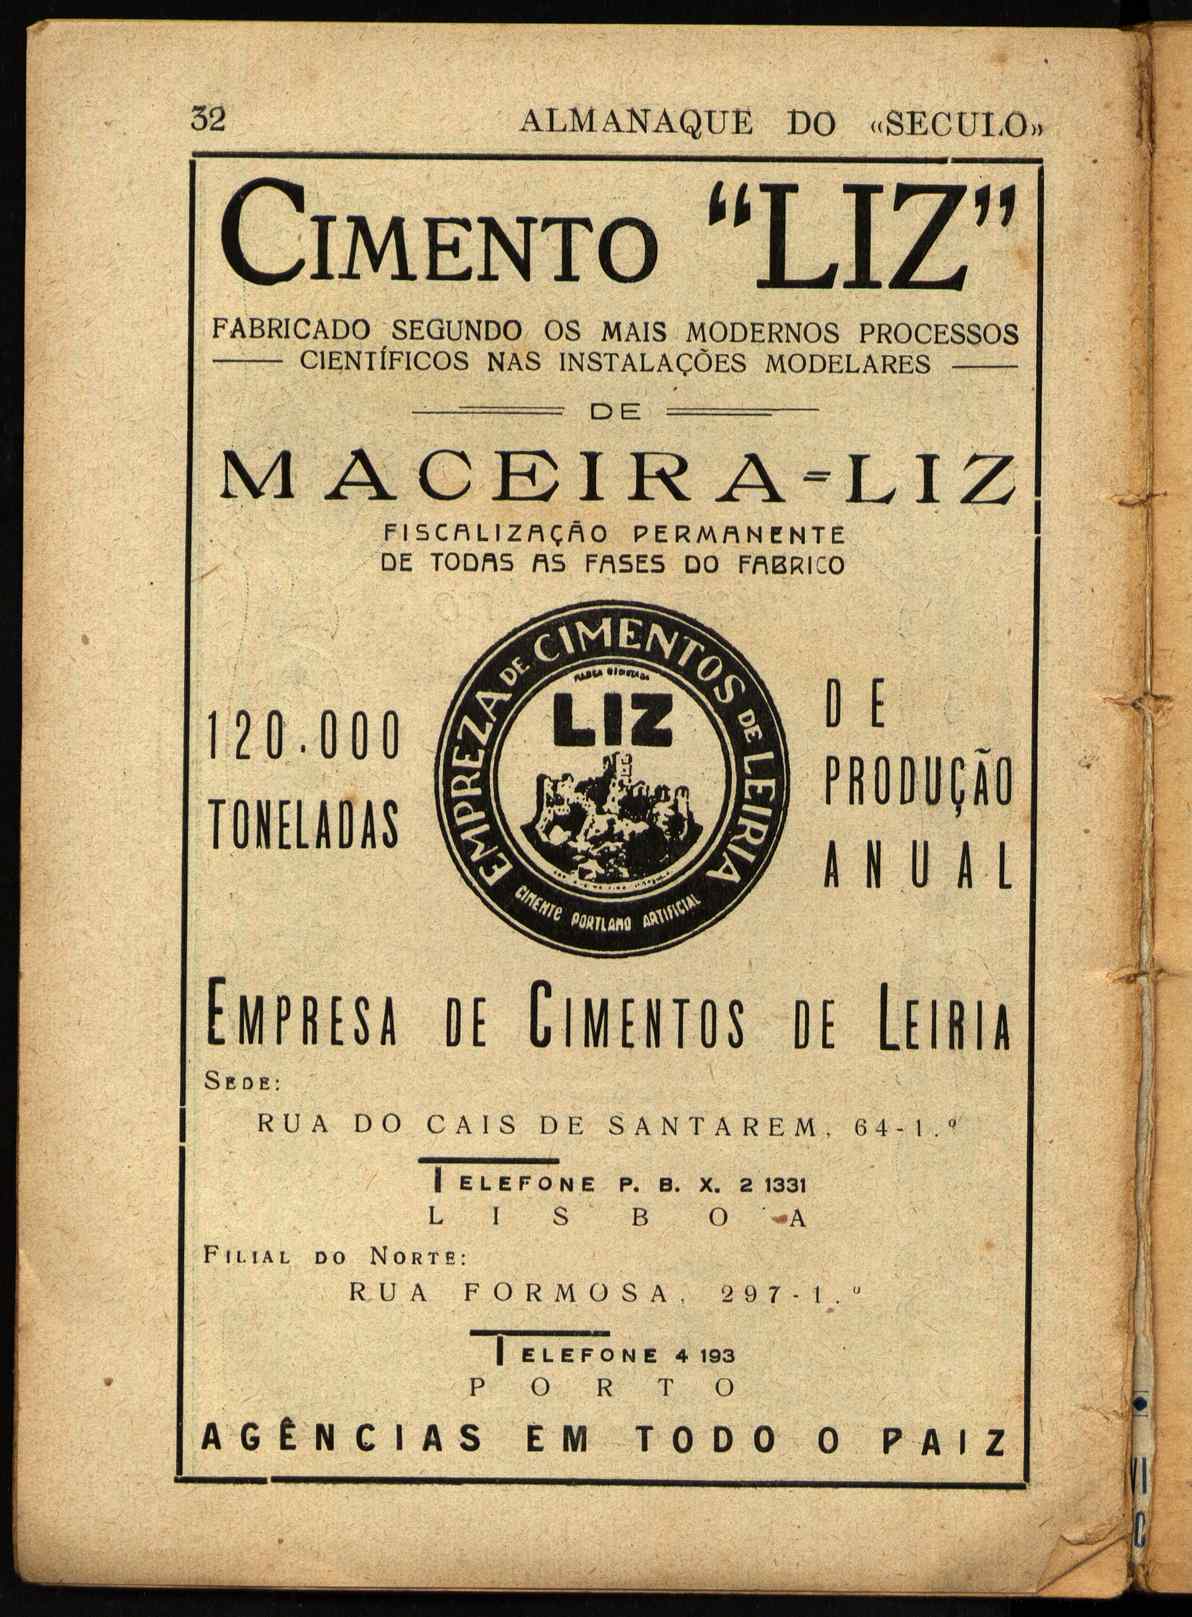 32 ALMANAQUE DO «SECULO»
CIMENTO "LIZ"
FABRICADO SEGUNDO OS MAIS MODERNOS PROCESSOS
CIENTÍFICOS NAS INSTALAÇÕES MODELARES
DE
MACEIRA=LIZ
FISCALIZAÇÃO PERMANENTE
DE TODAS AS FASES DO FABRICO
120.000
TONELADAS
EMPREZA DE CIMENTOS DE LEIRIA
MARCA REGISTADA
LIZ
CIMENTE PORTLAND ARTIFICIAL
DE
PRODUÇÃO
ANUAL
EMPRESA DE CIMENTOS DE LEIRIA
SEDE:
RUA DO CAIS DE SANTAREM, 64-1.º
TELEFONE P. B. X. 2 1331
LISBOA
FILIAL DO NORTE:
RUA FORMOSA, 297-1.º
TELEFONE 4 193
PORTO
AGÊNCIAS EM TODO O PAIZ